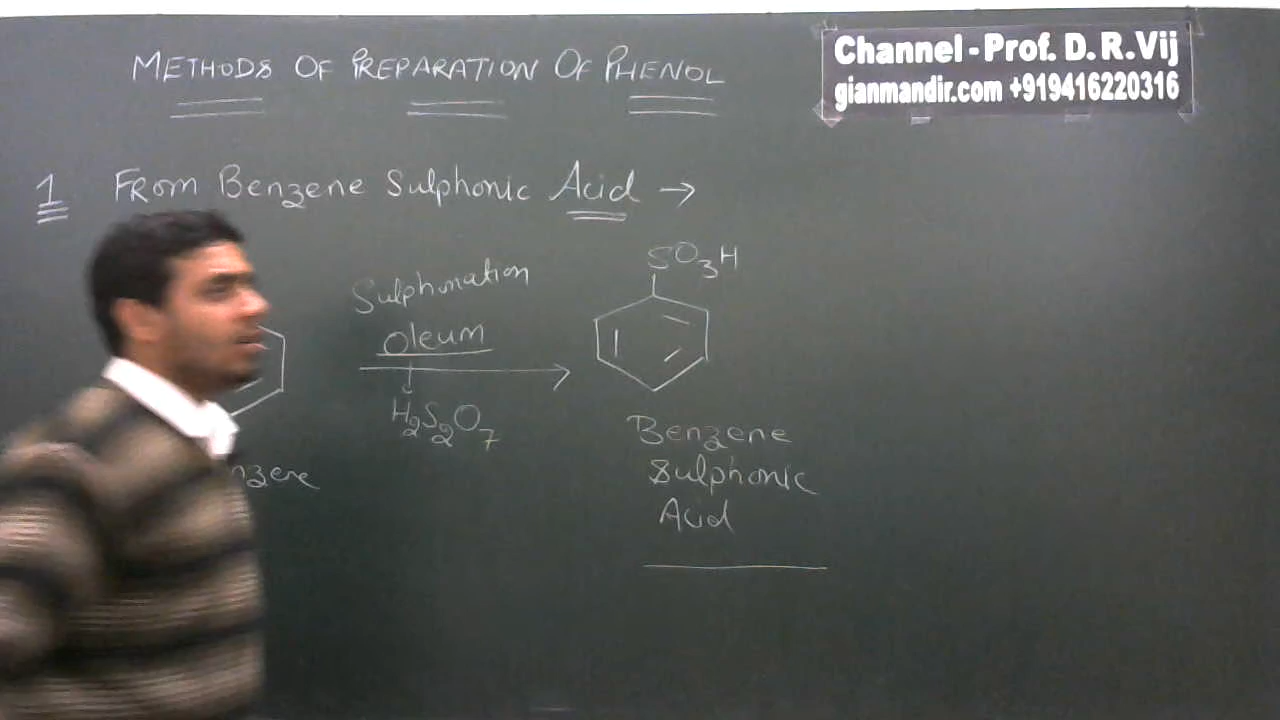 METHODS OF PREPARATION OF PHENOL
Channel - Prof. D. R. Vij
gianmandir.com +919416220316
1 FROM Benzene Sulphonic Acid →
Sulphonation
oleum
H2S2O7
SO3H
nzene
Benzene
Sulphonic
Acid